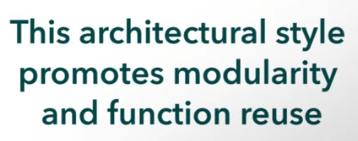 This architectural style
promotes modularity
and function reuse